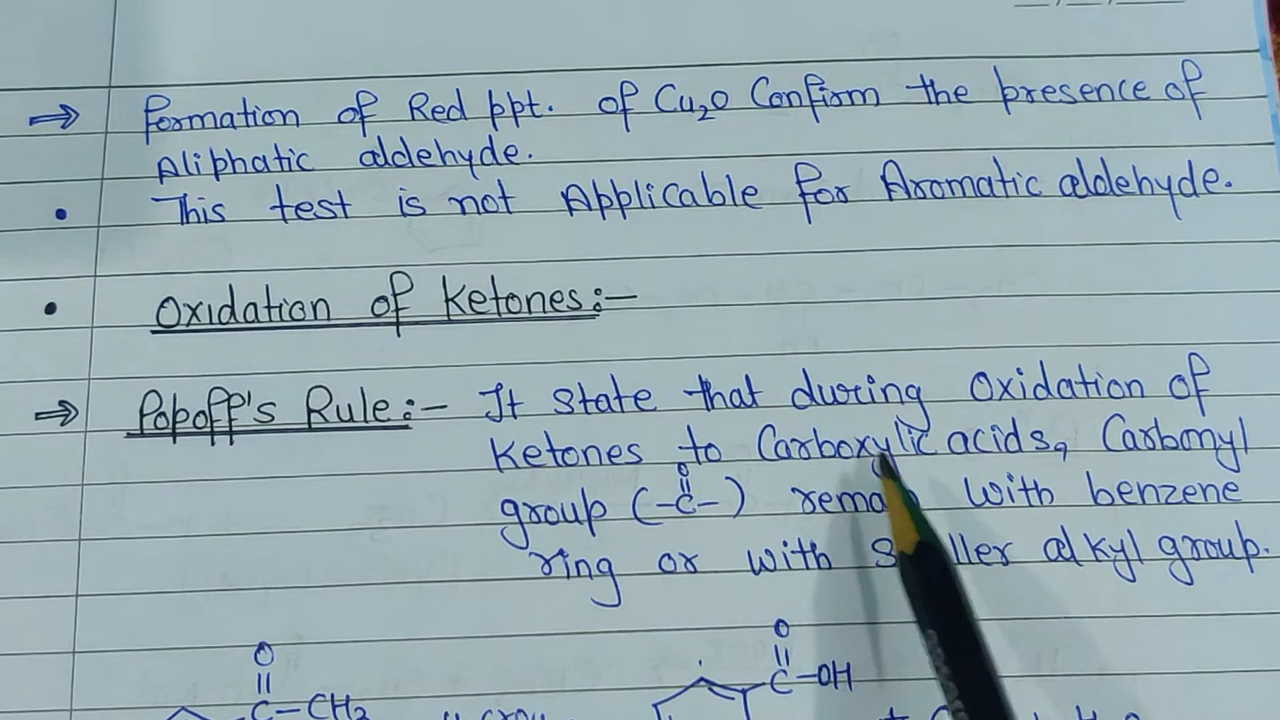 ⇒ formation of Red ppt. of Cu₂O Confirm the presence of
Aliphatic aldehyde.
• This test is not Applicable for Aromatic aldehyde.
• Oxidation of Ketones:-
⇒ Popoff's Rule:- It state that during Oxidation of
Ketones to Carboxylic acids, Carbonyl
group (-C-) with benzene
O
ring or with alkyl group.
O O
C-CH₃ C-OH
+